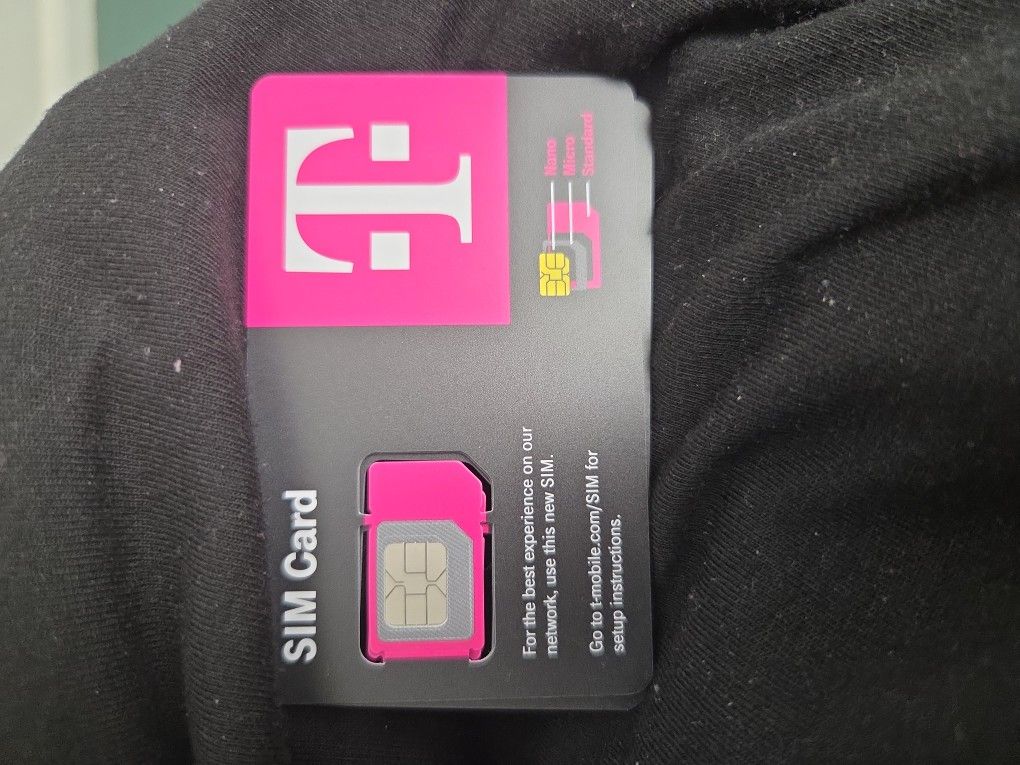 SIM Card
T
For the best experience on our
network, use this new SIM.
Go to t-mobile.com/SIM for
setup instructions.
Nano
Micro
Standard